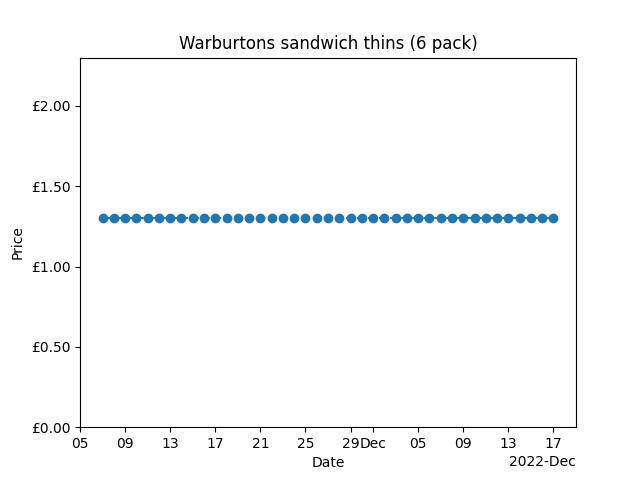 Warburtons sandwich thins (6 pack)
£2.00
£1.50
£1.00
£0.50
£0.00
Price
05 09 13 17 21 25 29 Dec 05 09 13 17
Date
2022-Dec